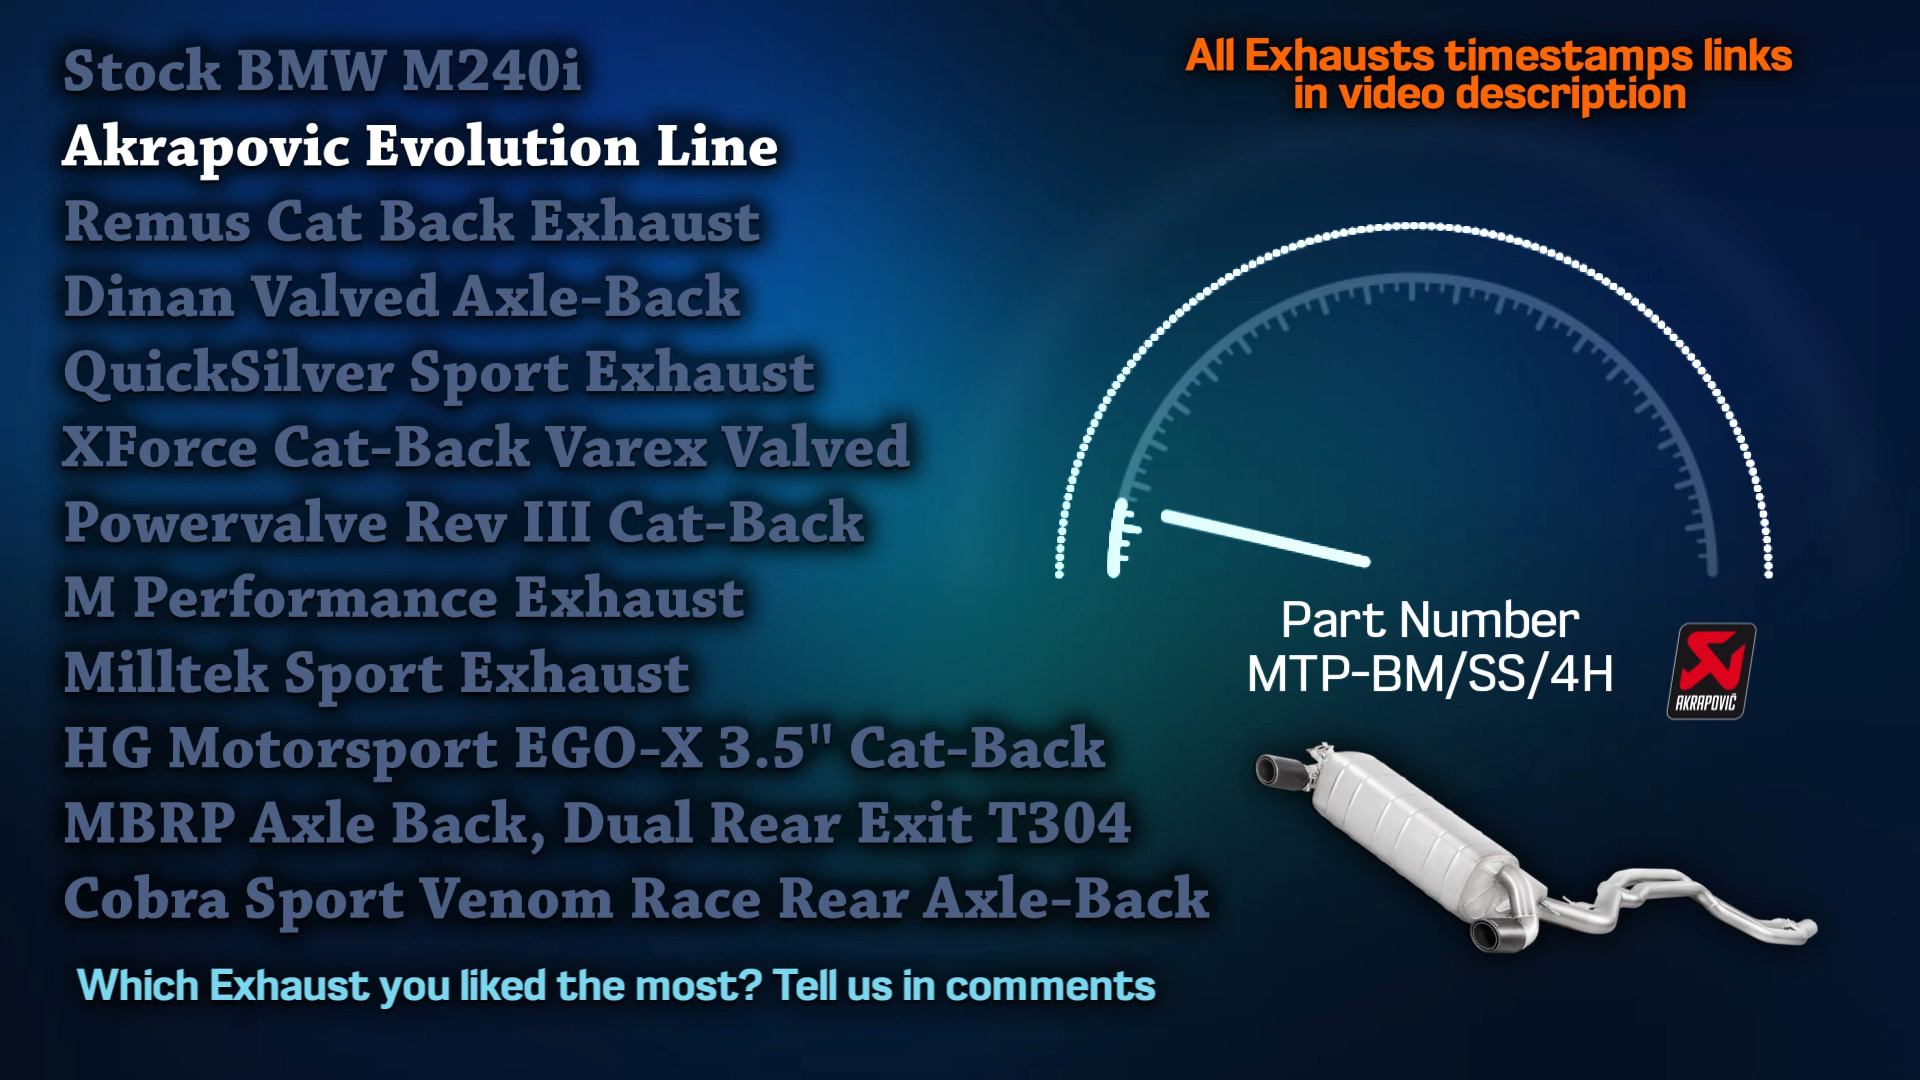 Stock BMW M240i
Akrapovic Evolution Line
Remus Cat Back Exhaust
Dinan Valved Axle-Back
QuickSilver Sport Exhaust
XForce Cat-Back Varex Valved
Powervalve Rev III Cat-Back
M Performance Exhaust
Milltek Sport Exhaust
HG Motorsport EGO-X 3.5" Cat-Back
MBRP Axle Back, Dual Rear Exit T304
Cobra Sport Venom Race Rear Axle-Back
Which Exhaust you liked the most? Tell us in comments
All Exhausts timestamps links
in video description
Part Number
MTP-BM/SS/4H
AKRAPOVIČ